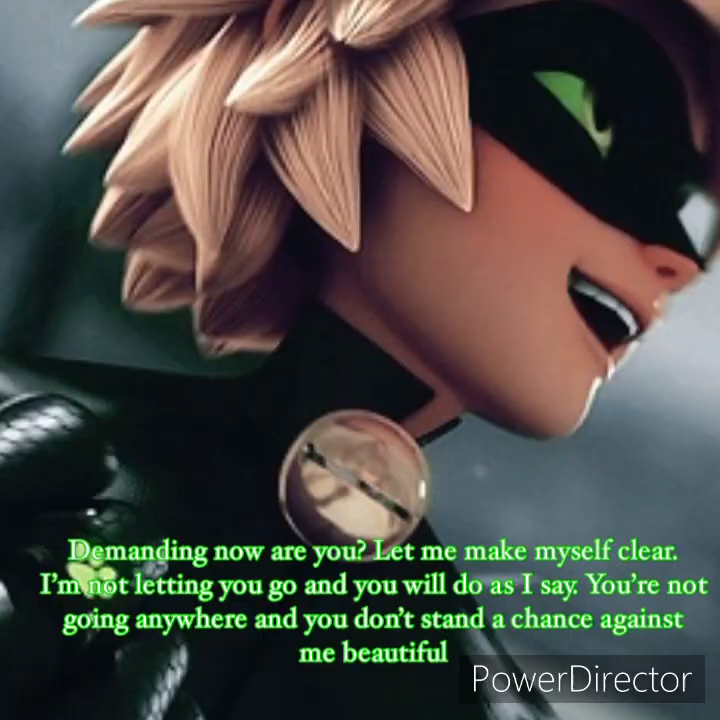 Demanding now are you? Let me make myself clear.
I'm not letting you go and you will do as I say. You're not
going anywhere and you don't stand a chance against
me beautiful
PowerDirector